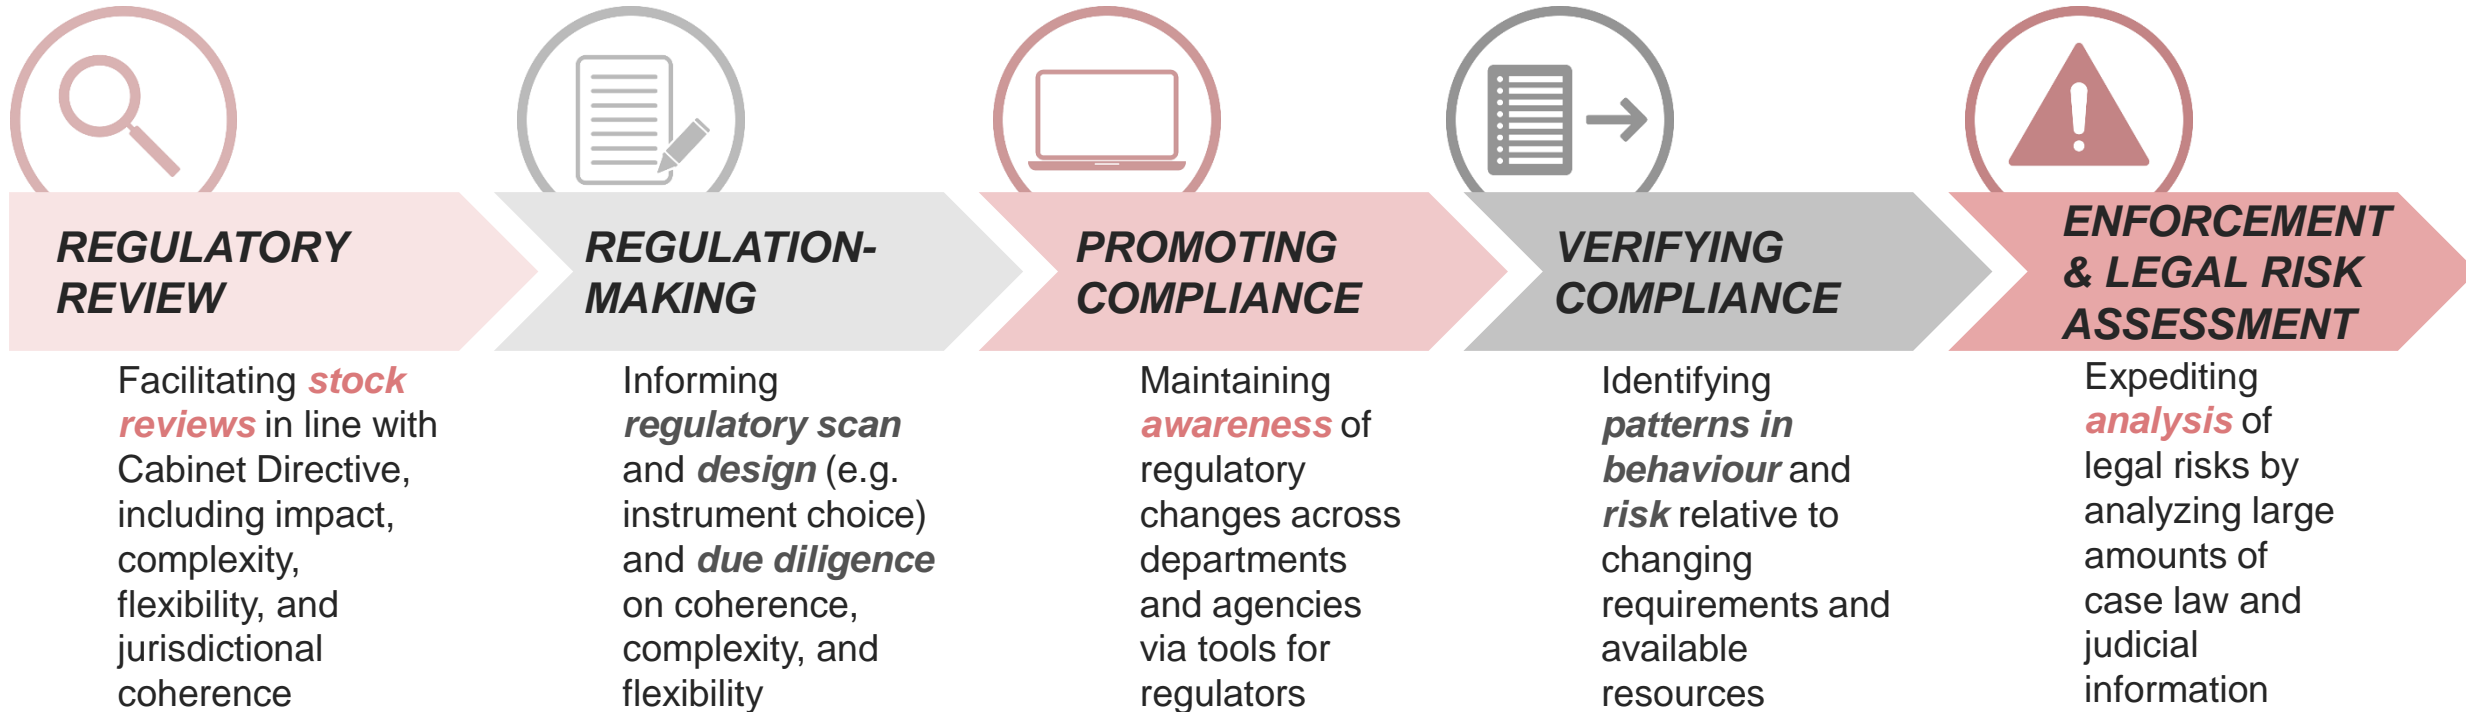 REGULATORY
REVIEW
Facilitating stock
reviews in line with
Cabinet Directive,
including impact,
complexity,
flexibility, and
jurisdictional
coherence
REGULATION-
MAKING
Informing
regulatory scan
and design (e.g.
instrument choice)
and due diligence
on coherence,
complexity, and
flexibility
PROMOTING
COMPLIANCE
Maintaining
awareness of
regulatory
changes across
departments
and agencies
via tools for
regulators
VERIFYING
COMPLIANCE
Identifying
patterns in
behaviour and
risk relative to
changing
requirements and
available
resources
ENFORCEMENT
& LEGAL RISK
ASSESSMENT
Expediting
analysis of
legal risks by
analyzing large
amounts of
case law and
judicial
information